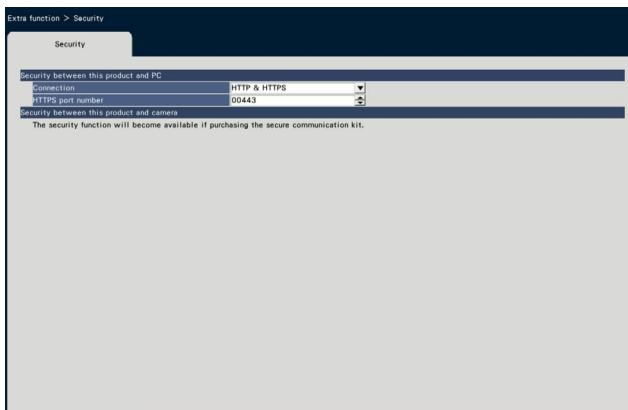 Extra function > Security
Security
Security between this product and PC
Connection HTTP & HTTPS
HTTPS port number 00443
Security between this product and camera
The security function will become available if purchasing the secure communication kit.